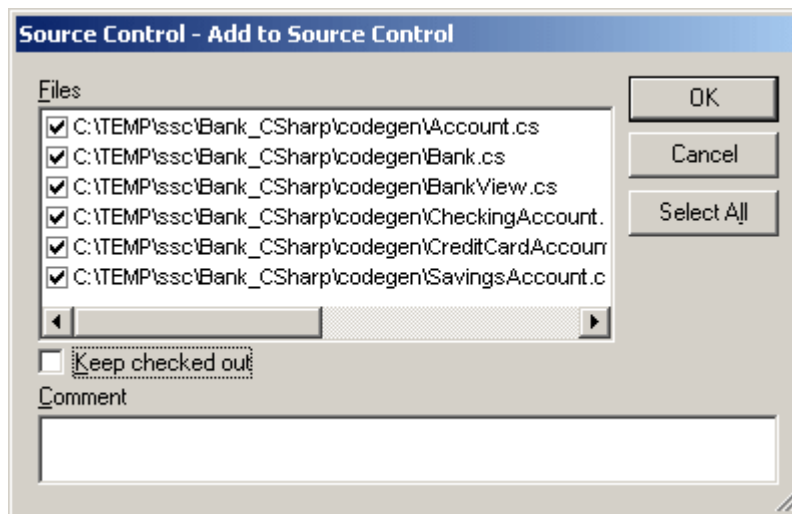 Source Control - Add to Source Control
Files
C:\TEMP\ssc\Bank_CSharp\codegen\Account.cs
C:\TEMP\ssc\Bank_CSharp\codegen\Bank.cs
C:\TEMP\ssc\Bank_CSharp\codegen\BankView.cs
C:\TEMP\ssc\Bank_CSharp\codegen\CheckingAccount.
C:\TEMP\ssc\Bank_CSharp\codegen\CreditCardAccoun
C:\TEMP\ssc\Bank_CSharp\codegen\SavingsAccount.c
OK
Cancel
Select All
Keep checked out
Comment